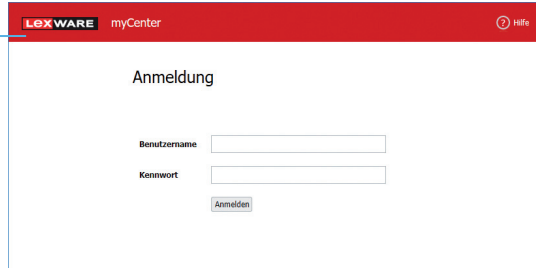 LEXWARE myCenter ? Hilfe
Anmeldung
Benutzername
Kennwort
Anmelden